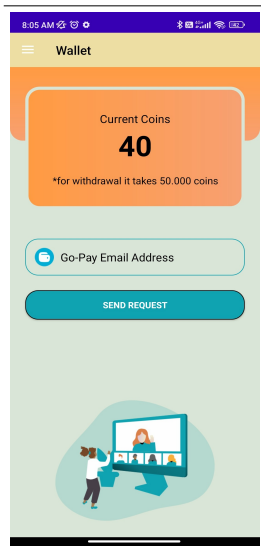 8:05 AM
Wallet
Current Coins
40
*for withdrawal it takes 50.000 coins
Go-Pay Email Address
SEND REQUEST